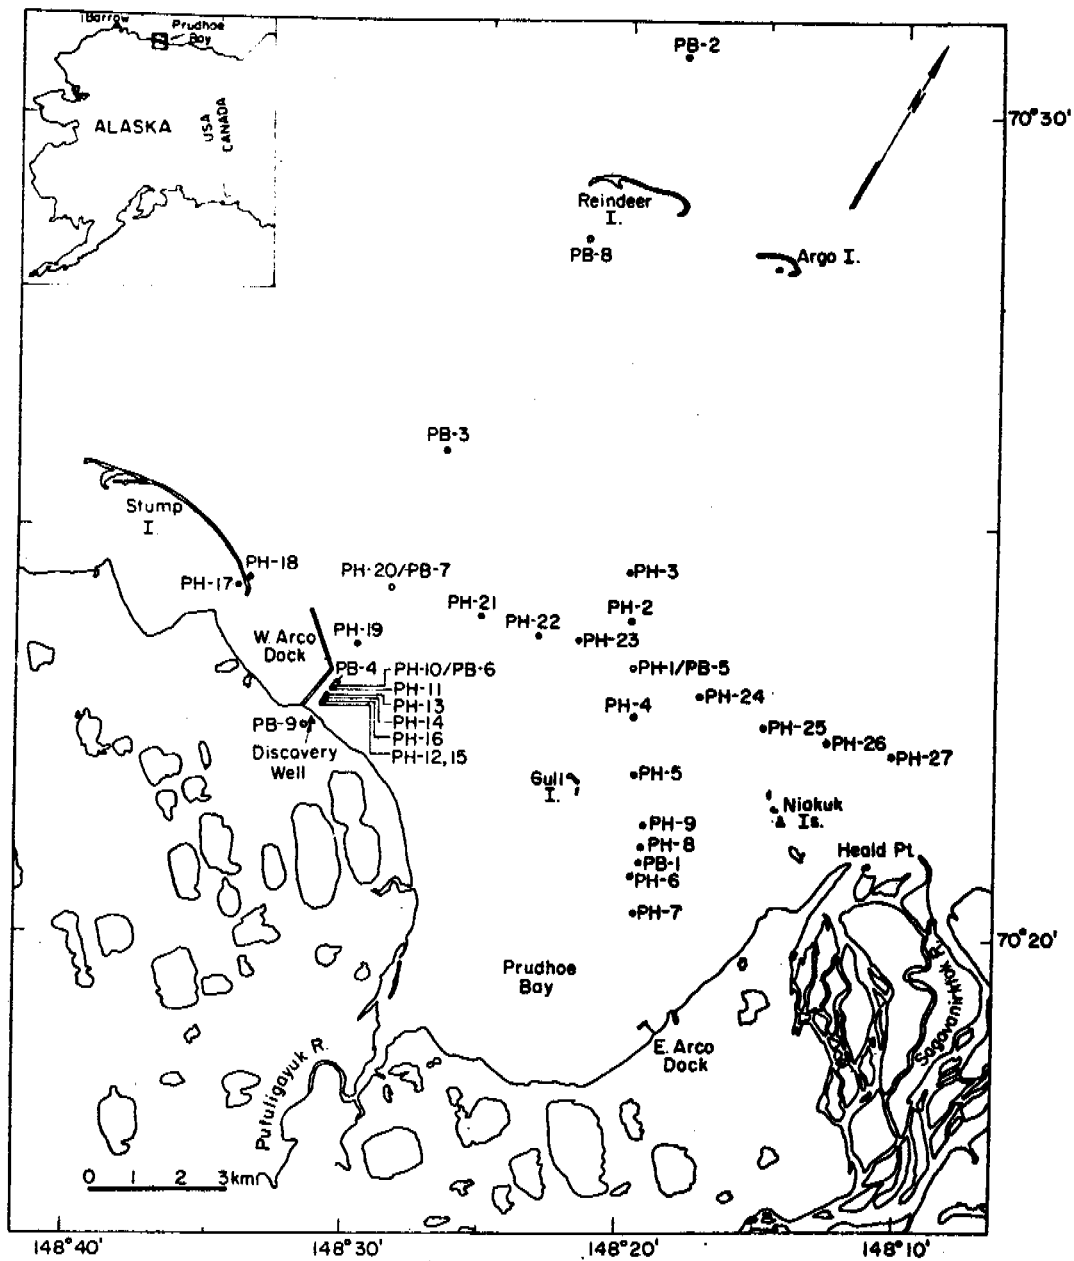 Barrow
Prudhoe
Bay
ALASKA
USA
CANADA
PB-2
70°30'
Reindeer
I.
PB-8
Argo I.
PB-3
Stump
I.
PH-18
PH-17
PH-20/PB-7
PH-3
PH-21
PH-2
PH-22
PH-23
PH-19
W. Arco
Dock
PB-4
PH-10/PB-6
PH-11
PH-13
PH-14
PH-16
PH-12,15
PH-1/PB-5
PH-24
PH-4
PH-25
PH-26
PH-27
PB-9
Discovery
Well
Gull
I.
PH-5
Niakuk
Is.
PH-9
PH-8
PB-1
PH-6
PH-7
Heald Pt.
70°20'
Prudhoe
Bay
Sagavanirktok R.
E. Arco
Dock
Putuligayuk R.
0 1 2 3km
148°40'
148°30'
148°20'
148°10'